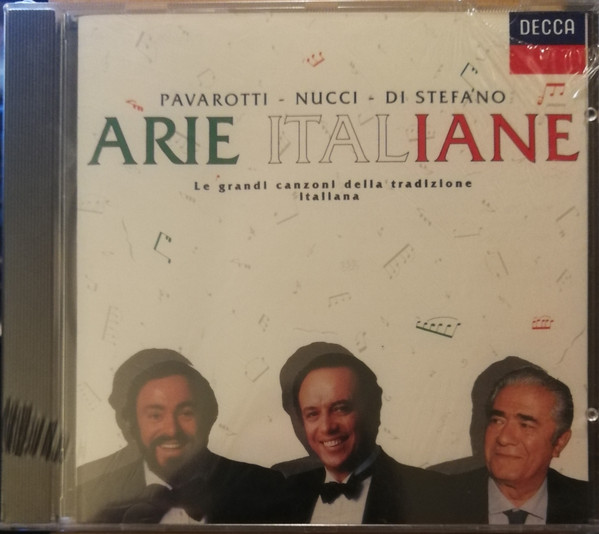 DECCA
PAVAROTTI - NUCCI - DI STEFANO
ARIE ITALIANE
Le grandi canzoni della tradizione
italiana